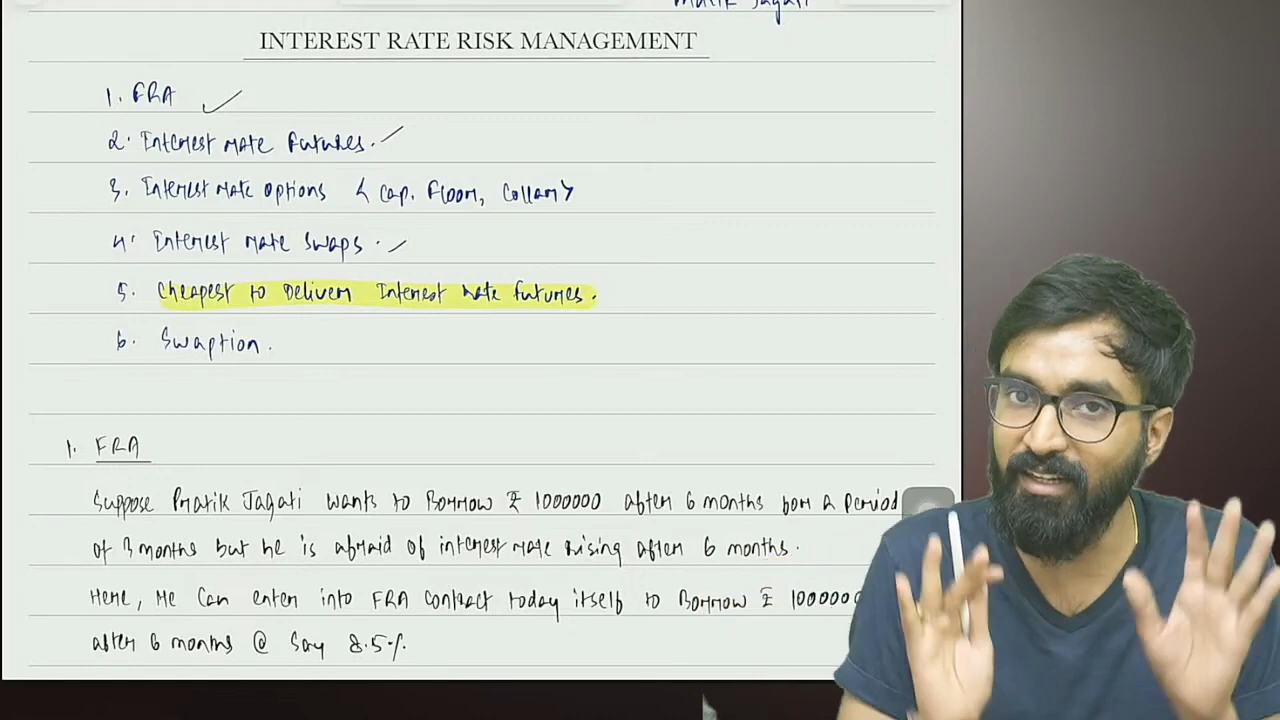 INTEREST RATE RISK MANAGEMENT
1. FRA
2. Interest rate futures.
3. Interest rate options < Cap, Floor, Collar>
4. Interest rate swaps.
5. Cheapest to Deliver Interest rate futures.
6. Swaption.
1. FRA
Suppose Pratik Jagati wants to Borrow ₹ 1000000 after 6 months for a period
of 3 months but he is afraid of interest rate rising after 6 months.
Here, He Can enter into FRA Contract today itself to Borrow ₹ 1000000
after 6 months @ Say 8.5%